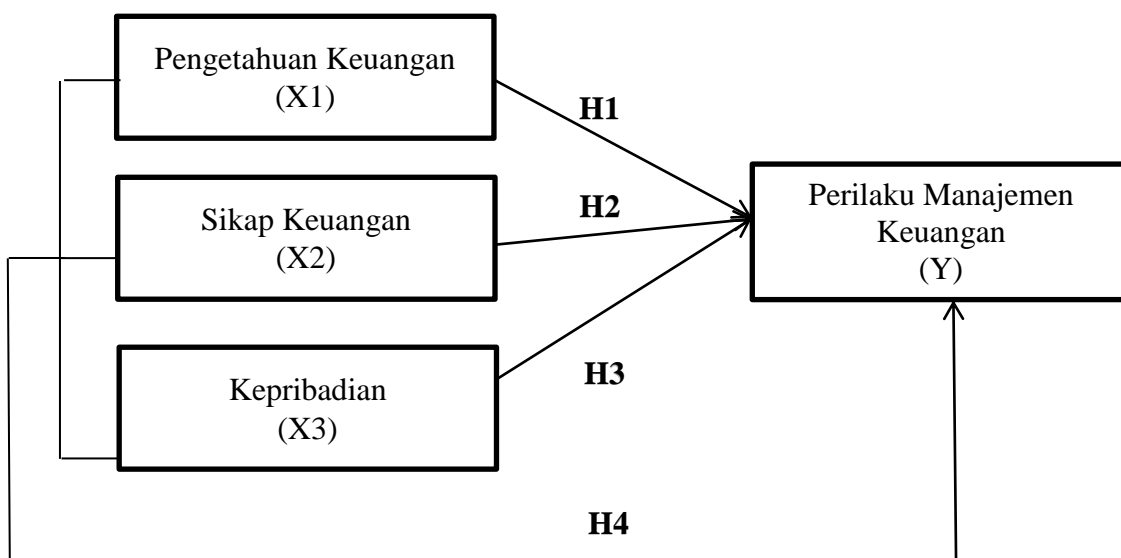 Pengetahuan Keuangan
(X1)
H1
Sikap Keuangan
(X2)
H2
Perilaku Manajemen
Keuangan
(Y)
Kepribadian
(X3)
H3
H4